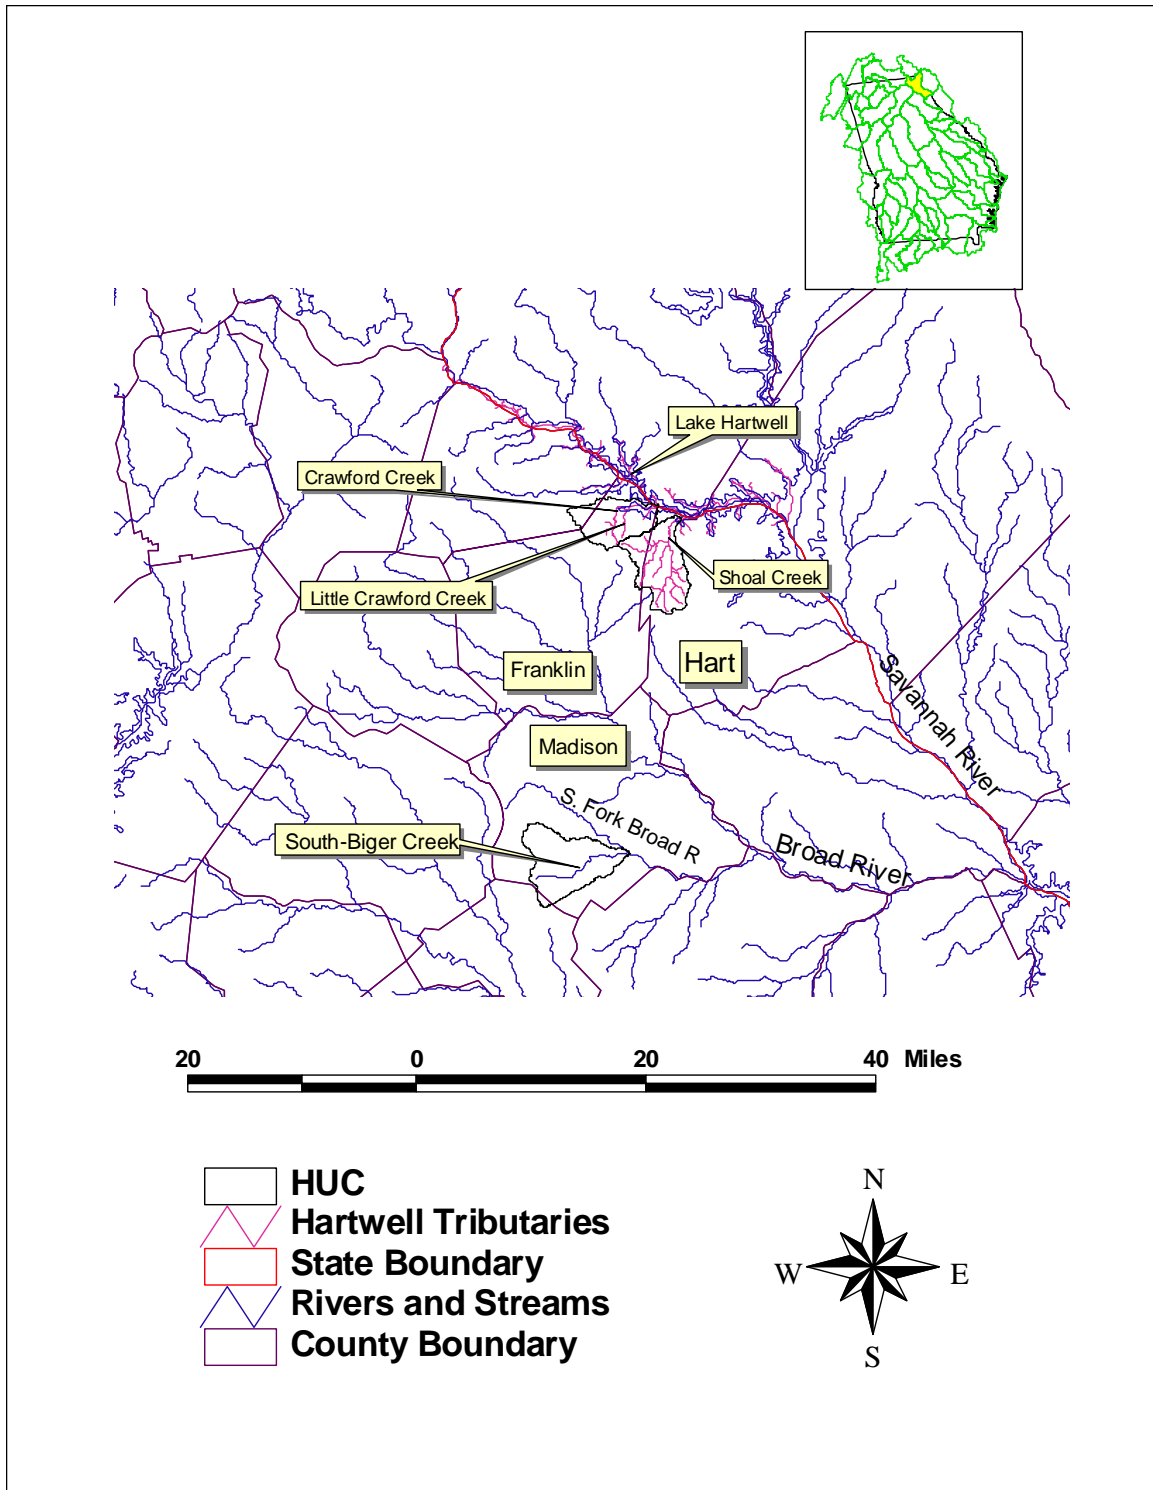 Lake Hartwell
Crawford Creek
Shoal Creek
Little Crawford Creek
Franklin
Hart
Savannah River
Madison
S. Fork Broad R
South-Biger Creek
Broad River
20 0 20 40 Miles
HUC
Hartwell Tributaries
State Boundary
Rivers and Streams
County Boundary
N
W E
S